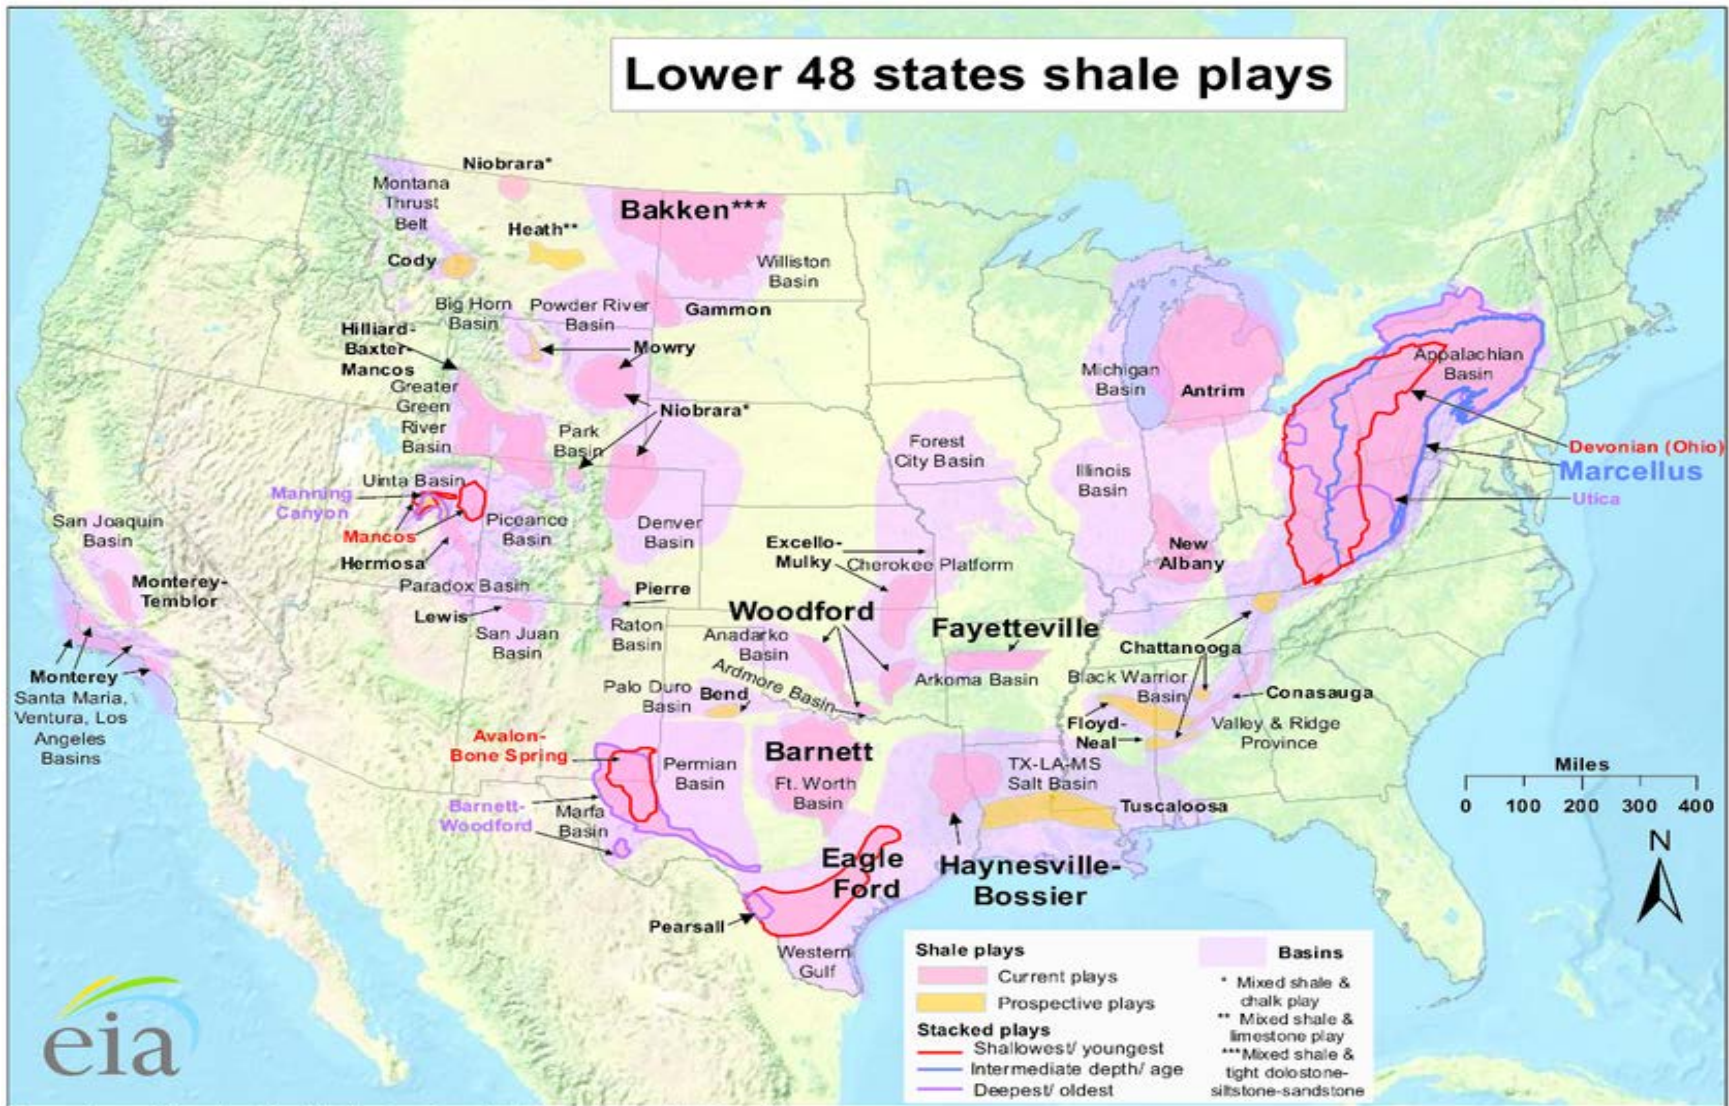 Lower 48 states shale plays
Niobrara*
Montana
Thrust
Belt
Bakken***
Heath**
Cody
Williston
Basin
Big Horn
Basin
Powder River
Basin
Gammon
Hilliard-
Baxter-
Mancos
Mowry
Greater
Green
River
Basin
Niobrara*
Park
Basin
Michigan
Basin
Antrim
Appalachian
Basin
Forest
City Basin
Illinois
Basin
Devonian (Ohio)
Marcellus
Utica
Uinta Basin
Manning
Canyon
San Joaquin
Basin
Mancos
Piceance
Basin
Denver
Basin
Hermosa
Excello-
Mulky
Cherokee Platform
New
Albany
Monterey-
Temblor
Paradox Basin
Pierre
Lewis
San Juan
Basin
Raton
Basin
Woodford
Anadarko
Basin
Fayetteville
Chattanooga
Ardmore Basin
Arkoma Basin
Black Warrior
Basin
Conasauga
Monterey
Santa Maria,
Ventura, Los
Angeles
Basins
Palo Duro
Basin
Bend
Floyd-
Neal
Valley & Ridge
Province
Avalon-
Bone Spring
Permian
Basin
Barnett
Ft. Worth
Basin
TX-LA-MS
Salt Basin
Tuscaloosa
Barnett-
Woodford
Marfa
Basin
Eagle
Ford
Haynesville-
Bossier
Pearsall
Western
Gulf
Miles
0 100 200 300 400
N
Shale plays
Current plays
Prospective plays
Stacked plays
Shallowest/ youngest
Intermediate depth/ age
Deepest/ oldest
Basins
* Mixed shale &
chalk play
** Mixed shale &
limestone play
***Mixed shale &
tight dolostone-
siltstone-sandstone
eia